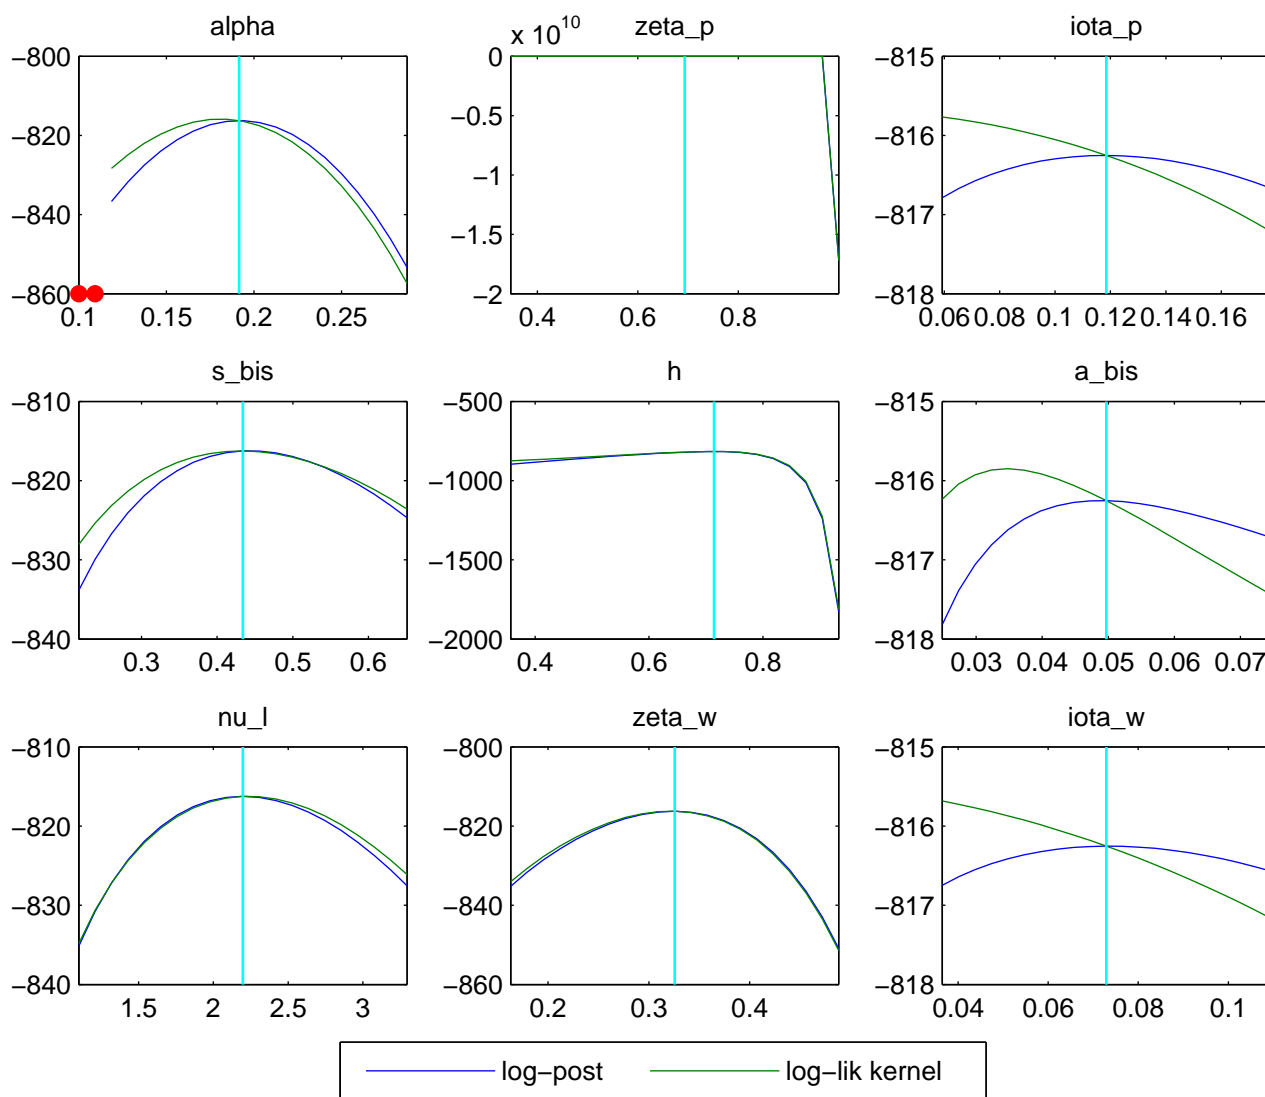 alpha
−800
−820
−840
−860
0.1 0.15 0.2 0.25
zeta_p
x 10^10
0
−0.5
−1
−1.5
−2
0.4 0.6 0.8
iota_p
−815
−816
−817
−818
0.06 0.08 0.1 0.12 0.14 0.16
s_bis
−810
−820
−830
−840
0.3 0.4 0.5 0.6
h
−500
−1000
−1500
−2000
0.4 0.6 0.8
a_bis
−815
−816
−817
−818
0.03 0.04 0.05 0.06 0.07
nu_l
−810
−820
−830
−840
1.5 2 2.5 3
zeta_w
−800
−820
−840
−860
0.2 0.3 0.4
iota_w
−815
−816
−817
−818
0.04 0.06 0.08 0.1
log−post log−lik kernel